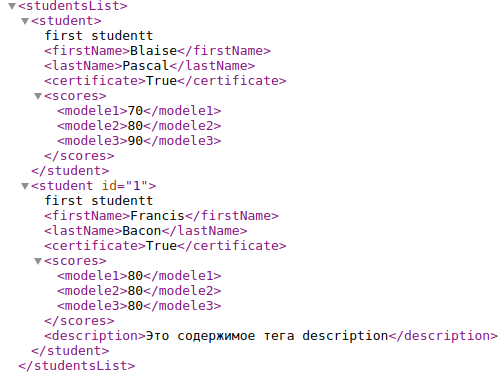 <studentsList>
<student>
first studentt
<firstName>Blaise</firstName>
<lastName>Pascal</lastName>
<certificate>True</certificate>
<scores>
<modele1>70</modele1>
<modele2>80</modele2>
<modele3>90</modele3>
</scores>
</student>
<student id="1">
first studentt
<firstName>Francis</firstName>
<lastName>Bacon</lastName>
<certificate>True</certificate>
<scores>
<modele1>80</modele1>
<modele2>80</modele2>
<modele3>80</modele3>
</scores>
<description>Это содержимое тега description</description>
</student>
</studentsList>